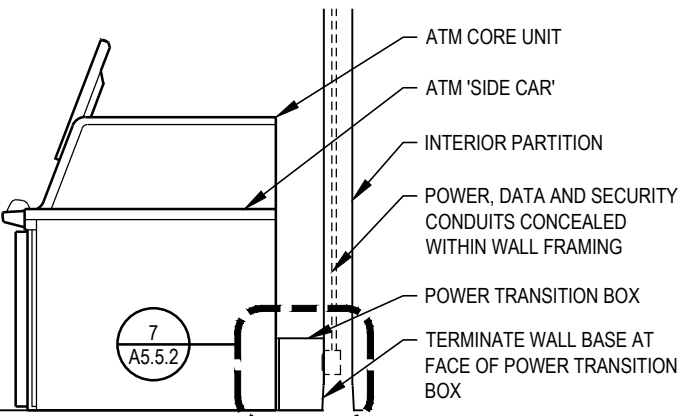 ATM CORE UNIT
ATM 'SIDE CAR'
INTERIOR PARTITION
POWER, DATA AND SECURITY
CONDUITS CONCEALED
WITHIN WALL FRAMING
POWER TRANSITION BOX
TERMINATE WALL BASE AT
FACE OF POWER TRANSITION
BOX
7
A5.5.2